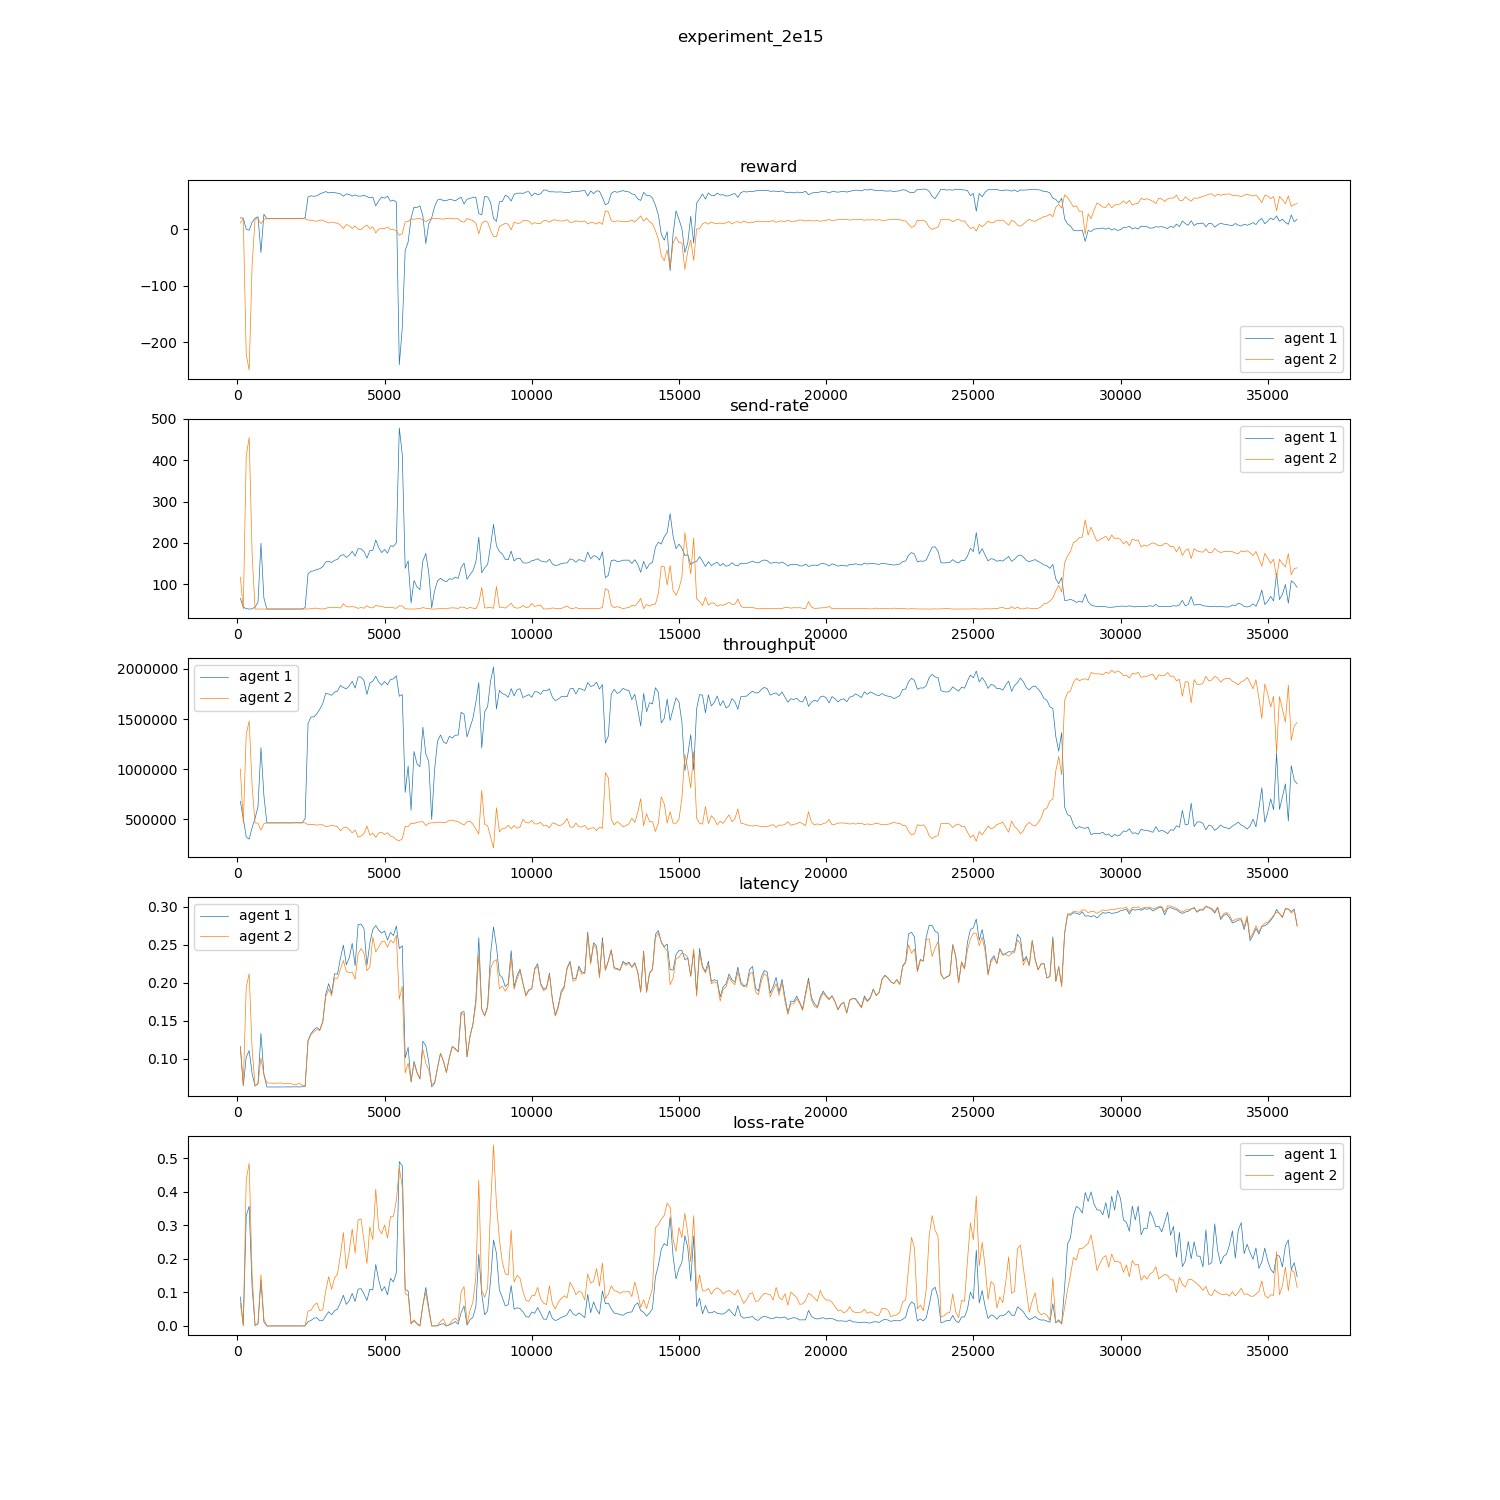 experiment_2e15
reward
0
−100
−200
agent 1
agent 2
0 5000 10000 15000 20000 25000 30000 35000
send-rate
500
400
300
200
100
agent 1
agent 2
0 5000 10000 15000 20000 25000 30000 35000
throughput
2000000
1500000
1000000
500000
agent 1
agent 2
0 5000 10000 15000 20000 25000 30000 35000
latency
0.30
0.25
0.20
0.15
0.10
agent 1
agent 2
0 5000 10000 15000 20000 25000 30000 35000
loss-rate
0.5
0.4
0.3
0.2
0.1
0.0
agent 1
agent 2
0 5000 10000 15000 20000 25000 30000 35000